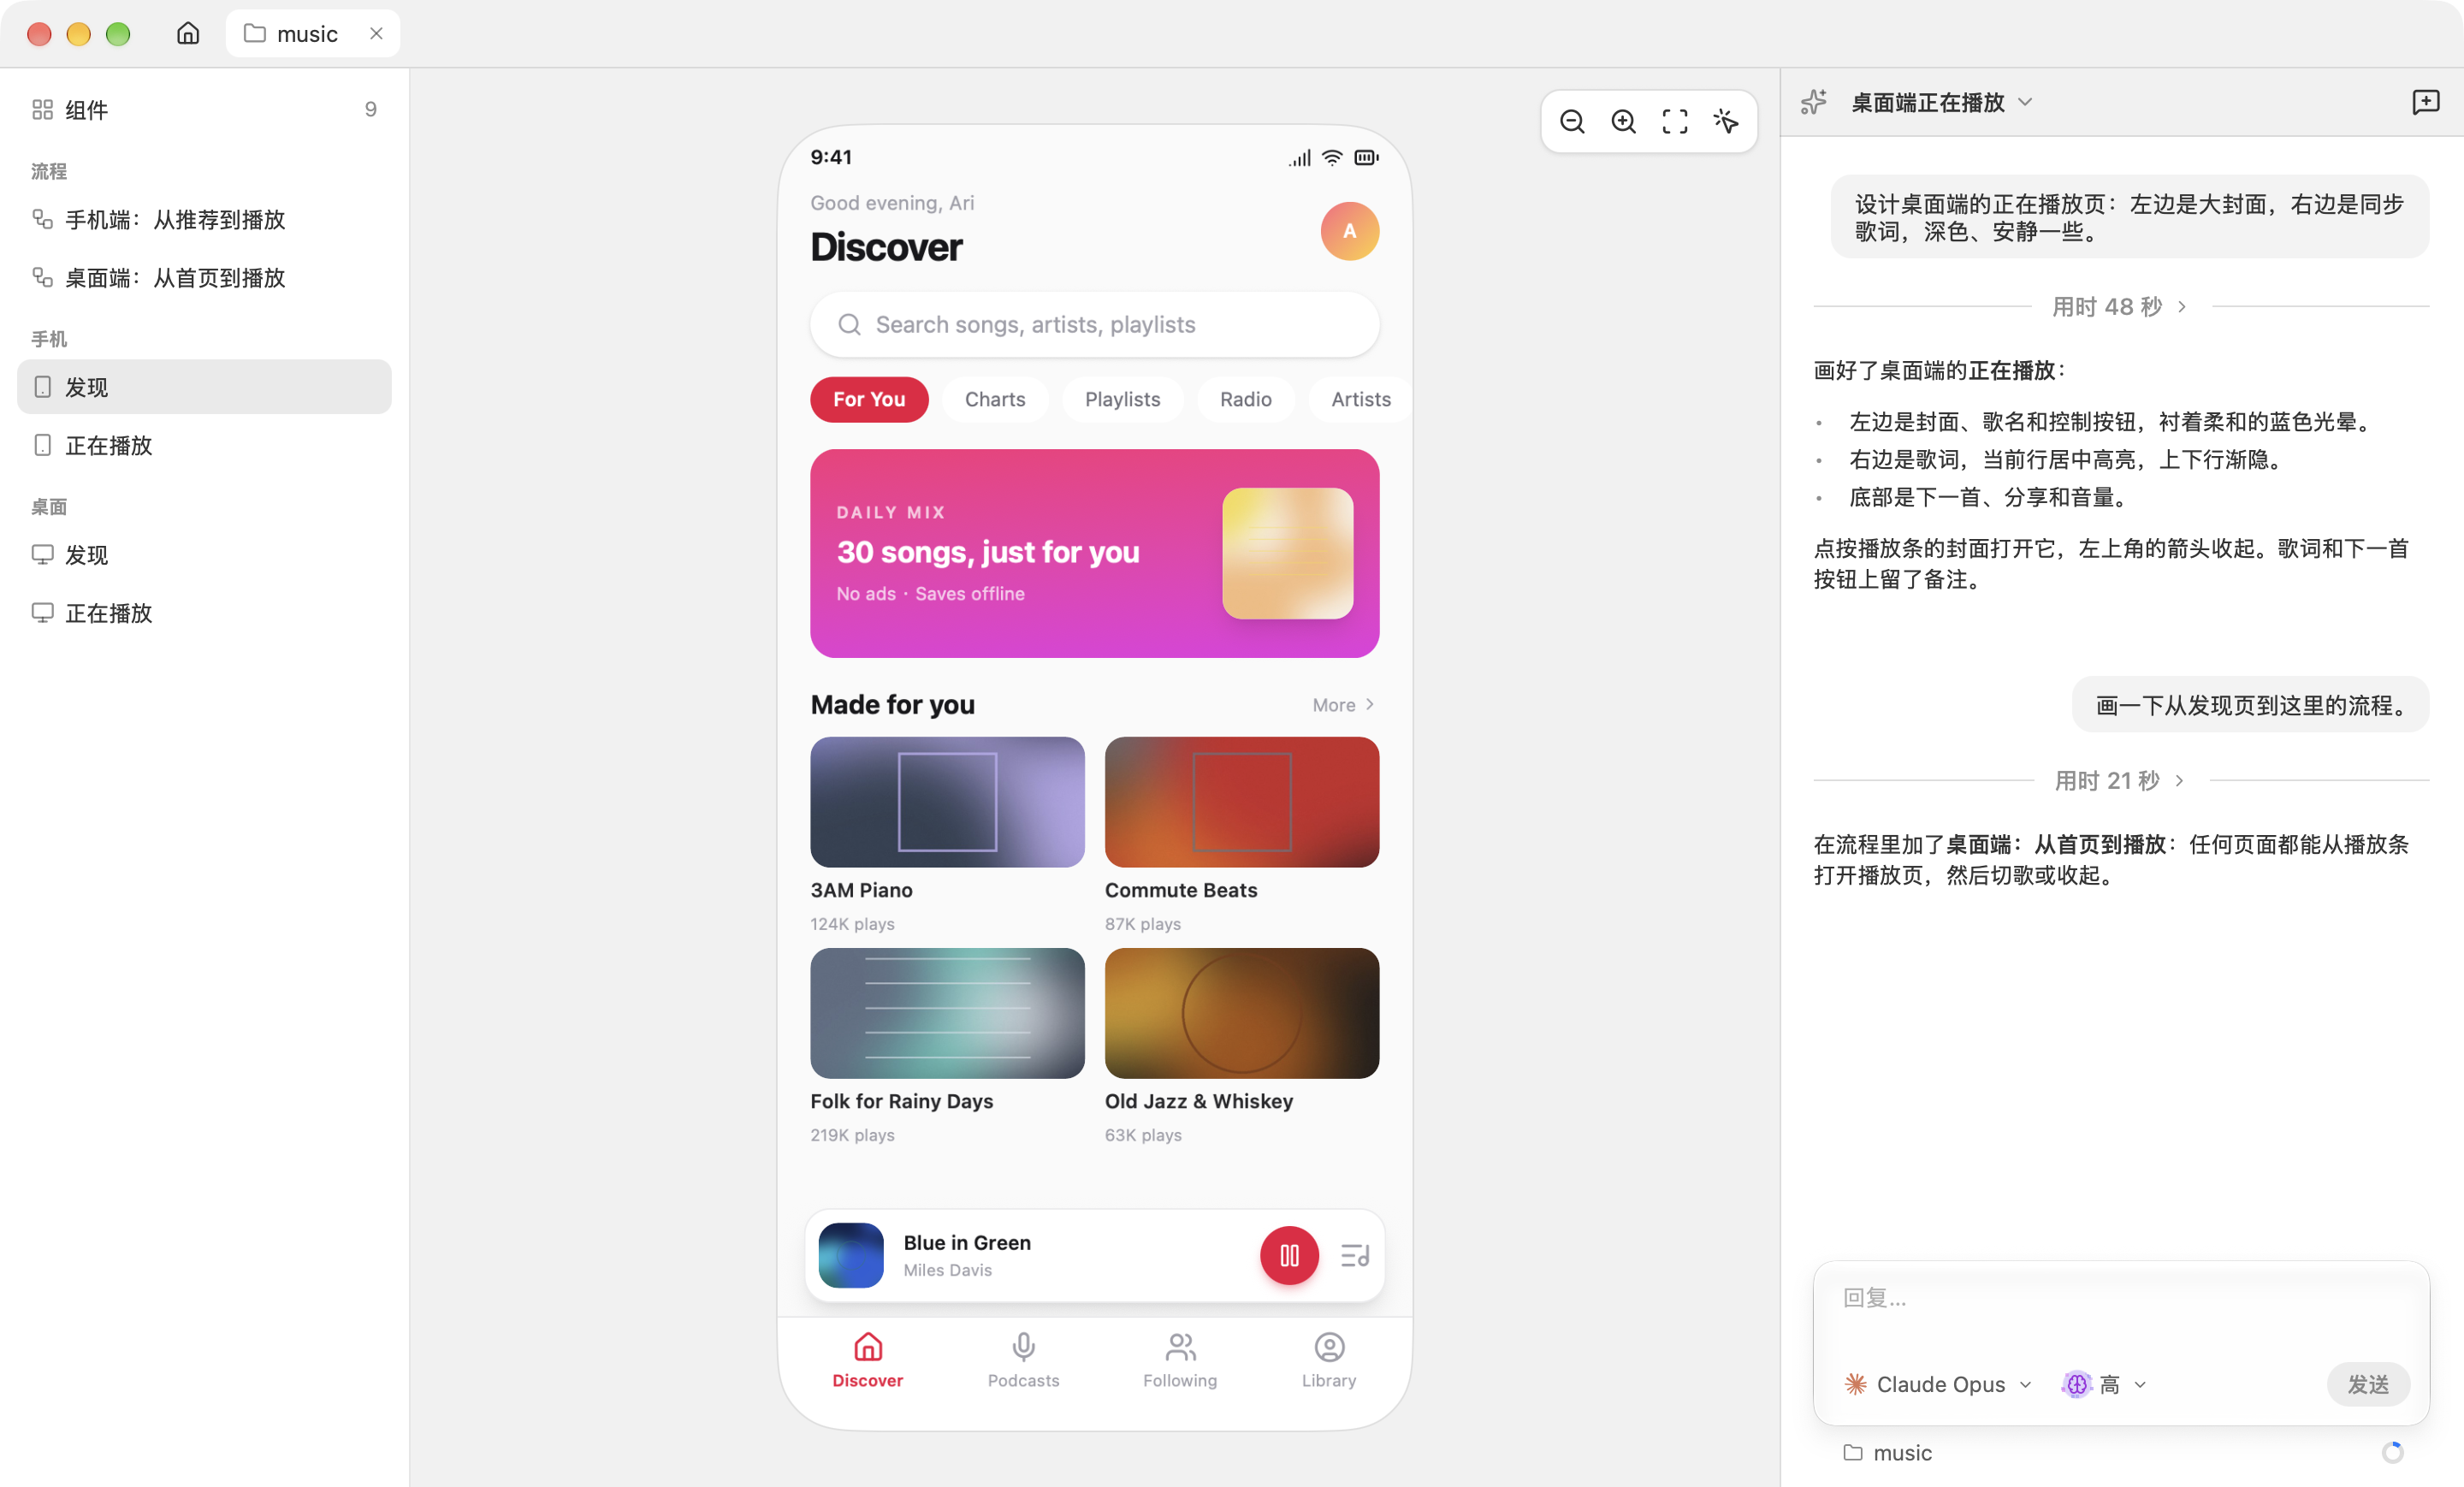 music
组件
9
流程
手机端：从推荐到播放
桌面端：从首页到播放
手机
发现
正在播放
桌面
发现
正在播放
9:41
Good evening, Ari
Discover
A
Search songs, artists, playlists
For You
Charts
Playlists
Radio
Artists
DAILY MIX
30 songs, just for you
No ads · Saves offline
Made for you
More
3AM Piano
124K plays
Commute Beats
87K plays
Folk for Rainy Days
219K plays
Old Jazz & Whiskey
63K plays
Blue in Green
Miles Davis
Discover
Podcasts
Following
Library
桌面端正在播放
设计桌面端的正在播放页：左边是大封面，右边是同步
歌词，深色、安静一些。
用时 48 秒
画好了桌面端的正在播放：
• 左边是封面、歌名和控制按钮，衬着柔和的蓝色光晕。
• 右边是歌词，当前行居中高亮，上下行渐隐。
• 底部是下一首、分享和音量。
点按播放条的封面打开它，左上角的箭头收起。歌词和下一首
按钮上留了备注。
画一下从发现页到这里的流程。
用时 21 秒
在流程里加了桌面端：从首页到播放：任何页面都能从播放条
打开播放页，然后切歌或收起。
回复...
Claude Opus
高
发送
music